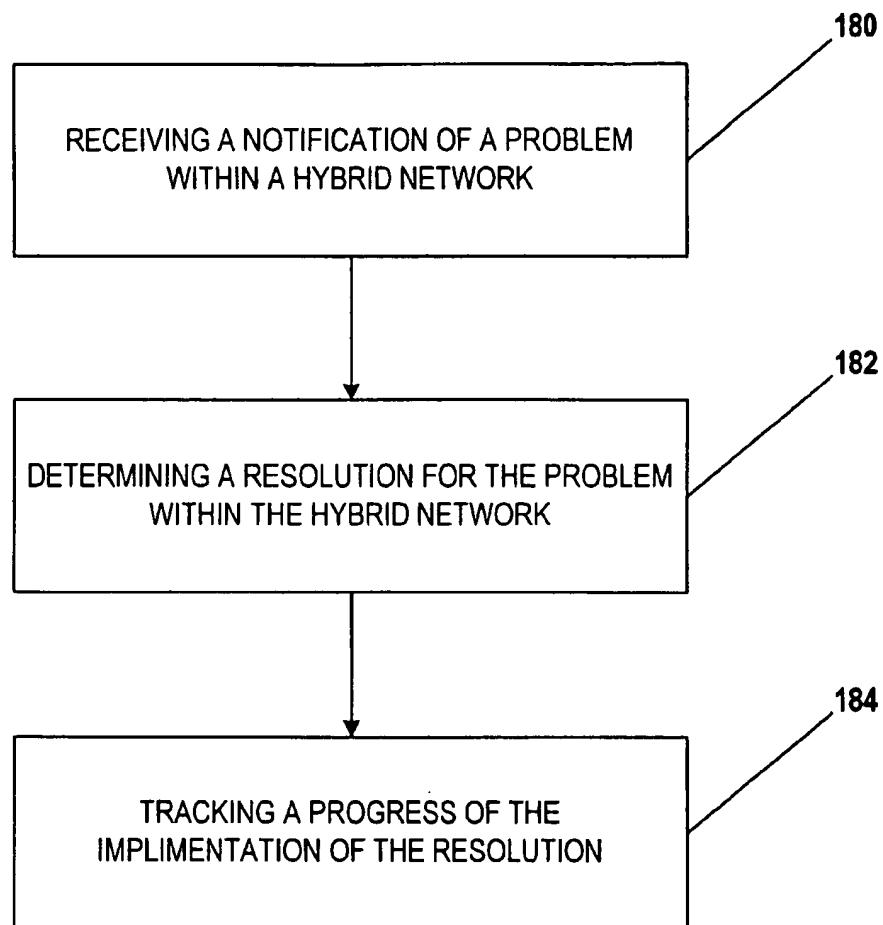 180
RECEIVING A NOTIFICATION OF A PROBLEM
WITHIN A HYBRID NETWORK
182
DETERMINING A RESOLUTION FOR THE PROBLEM
WITHIN THE HYBRID NETWORK
184
TRACKING A PROGRESS OF THE
IMPLIMENTATION OF THE RESOLUTION